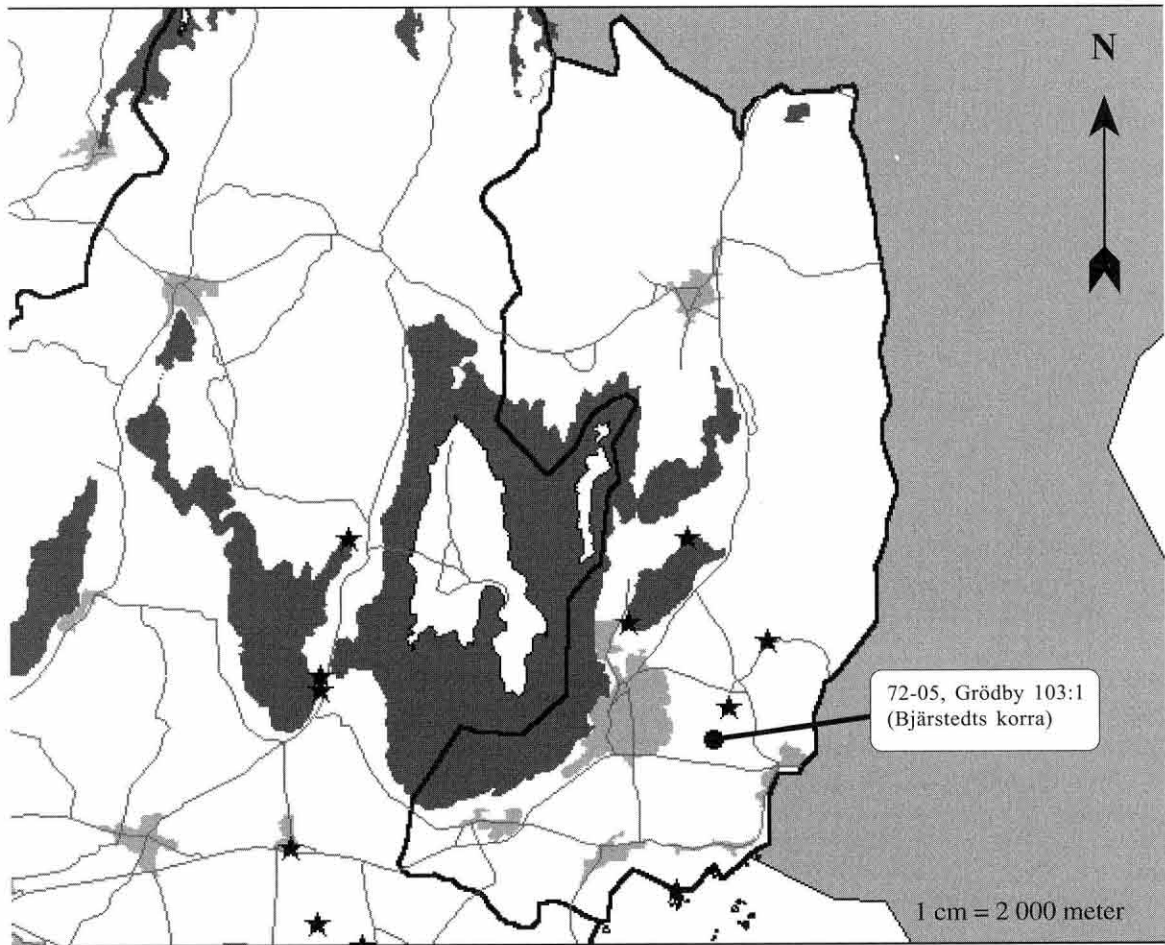 N
72-05, Grödby 103:1
(Bjärstedts korra)
1 cm = 2 000 meter